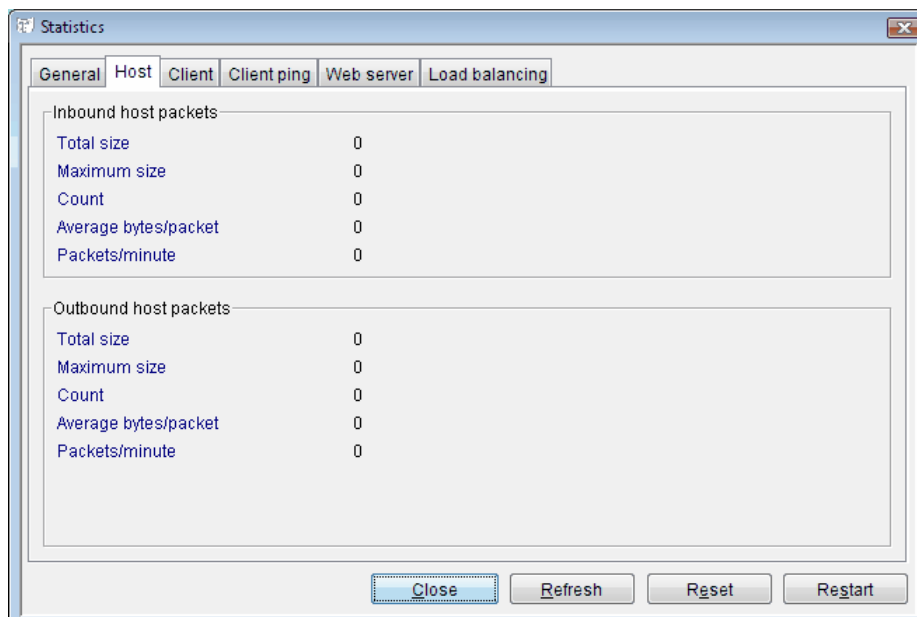 Statistics
General Host Client Client ping Web server Load balancing
Inbound host packets
Total size 0
Maximum size 0
Count 0
Average bytes/packet 0
Packets/minute 0
Outbound host packets
Total size 0
Maximum size 0
Count 0
Average bytes/packet 0
Packets/minute 0
Close Refresh Reset Restart